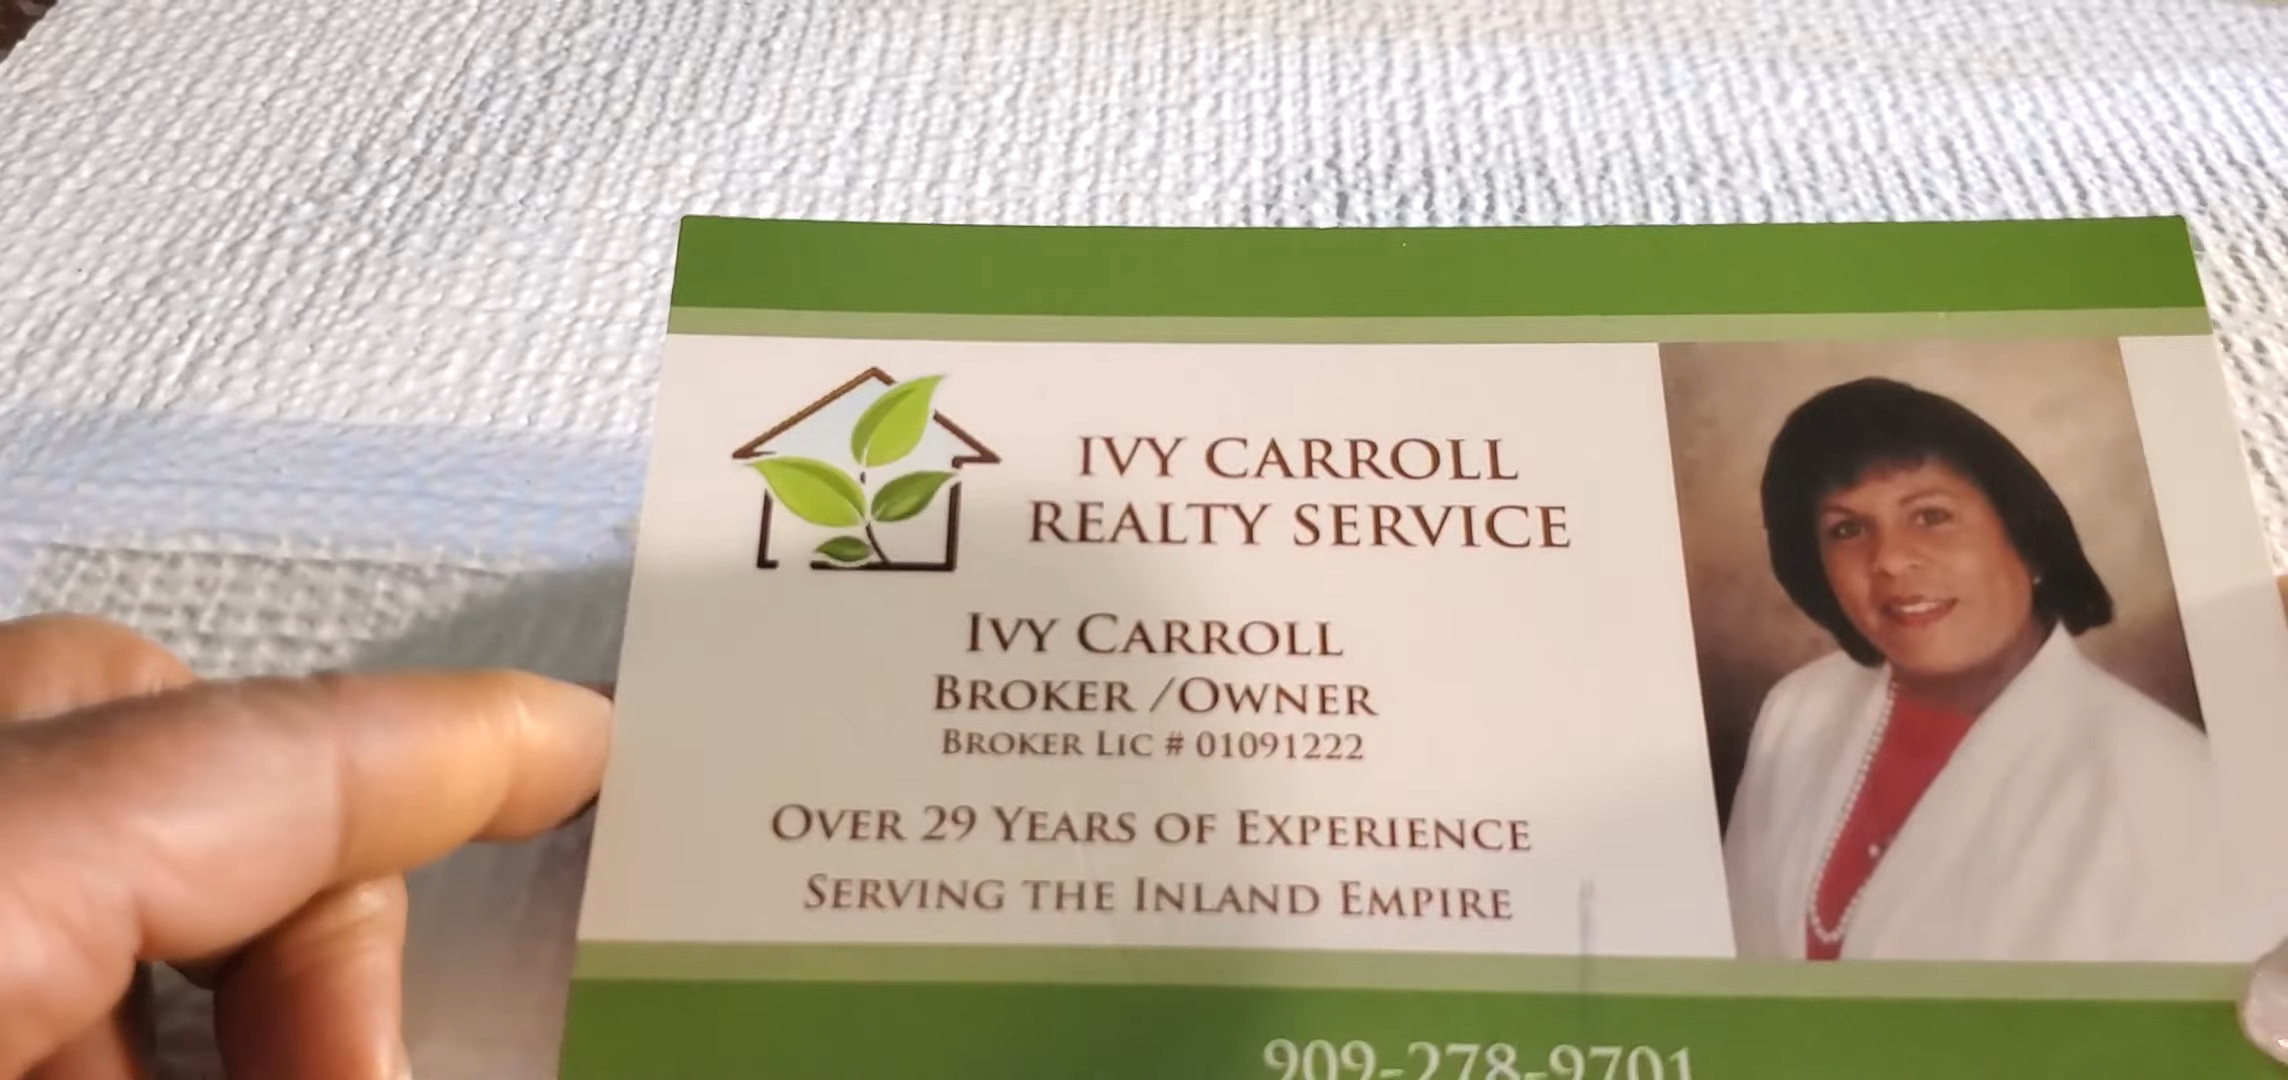 IVY CARROLL
REALTY SERVICE
IVY CARROLL
BROKER /OWNER
BROKER LIC # 01091222
OVER 29 YEARS OF EXPERIENCE
SERVING THE INLAND EMPIRE
909-278-9701